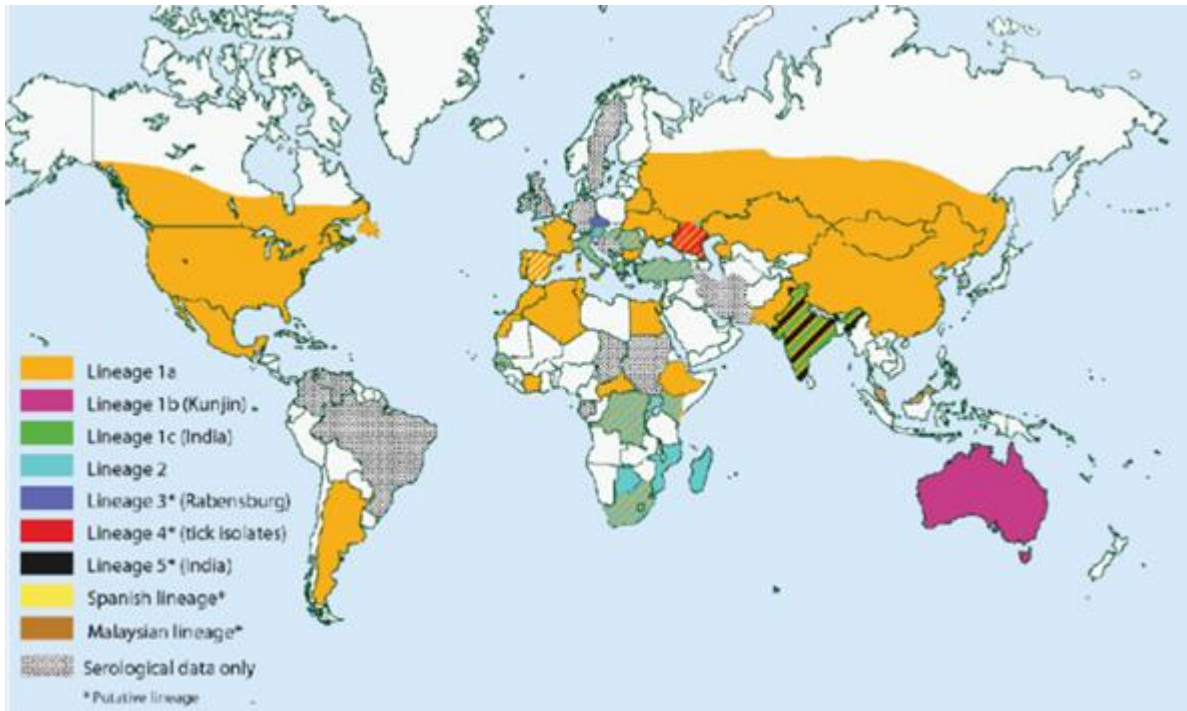 Lineage 1a
Lineage 1b (Kunjin)
Lineage 1c (India)
Lineage 2
Lineage 3* (Rabensburg)
Lineage 4* (tick isolates)
Lineage 5* (India)
Spanish lineage*
Malaysian lineage*
Serological data only
* Putative lineage